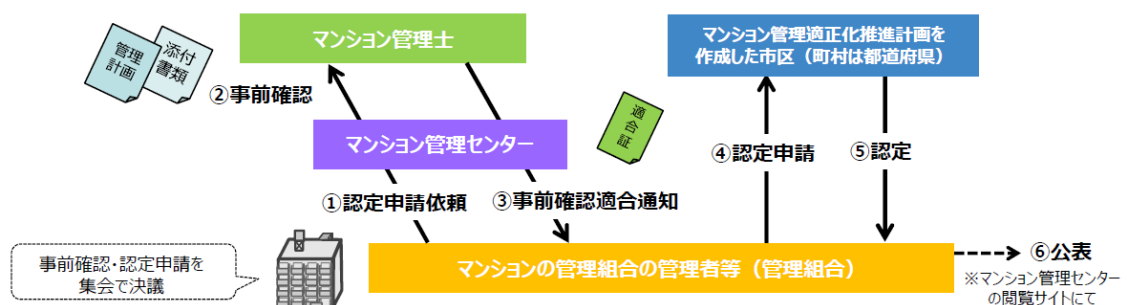 マンション管理士
マンション管理適正化推進計画を
作成した市区（町村は都道府県）
管理
計画
添付
書類
②事前確認
適合証
マンション管理センター
④認定申請
⑤認定
①認定申請依頼
③事前確認適合通知
事前確認・認定申請を
集会で決議
マンションの管理組合の管理者等（管理組合）
⑥公表
※マンション管理センター
の閲覧サイトにて